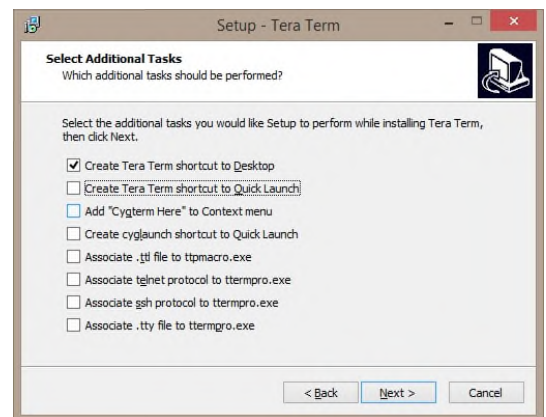 Setup - Tera Term
Select Additional Tasks
Which additional tasks should be performed?
Select the additional tasks you would like Setup to perform while installing Tera Term,
then click Next.
Create Tera Term shortcut to Desktop
Create Tera Term shortcut to Quick Launch
Add "Cygterm Here" to Context menu
Create cyglaunch shortcut to Quick Launch
Associate .ttl file to ttpmacro.exe
Associate telnet protocol to ttermpro.exe
Associate ssh protocol to ttermpro.exe
Associate .tty file to ttermpro.exe
< Back Next > Cancel